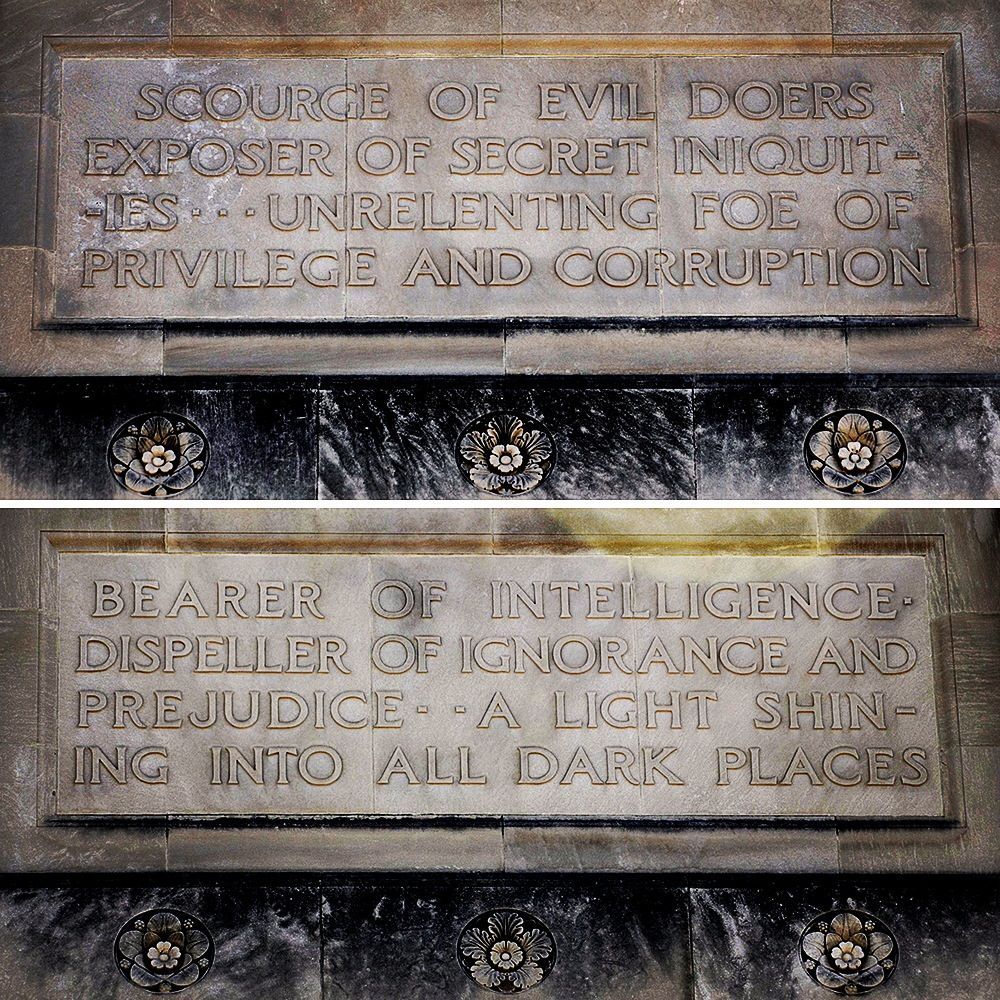 SCOURGE OF EVIL DOERS
EXPOSER OF SECRET INIQUIT-
-IES···UNRELENTING FOE OF
PRIVILEGE AND CORRUPTION
BEARER OF INTELLIGENCE·
DISPELLER OF IGNORANCE AND
PREJUDICE···A LIGHT SHIN-
ING INTO ALL DARK PLACES